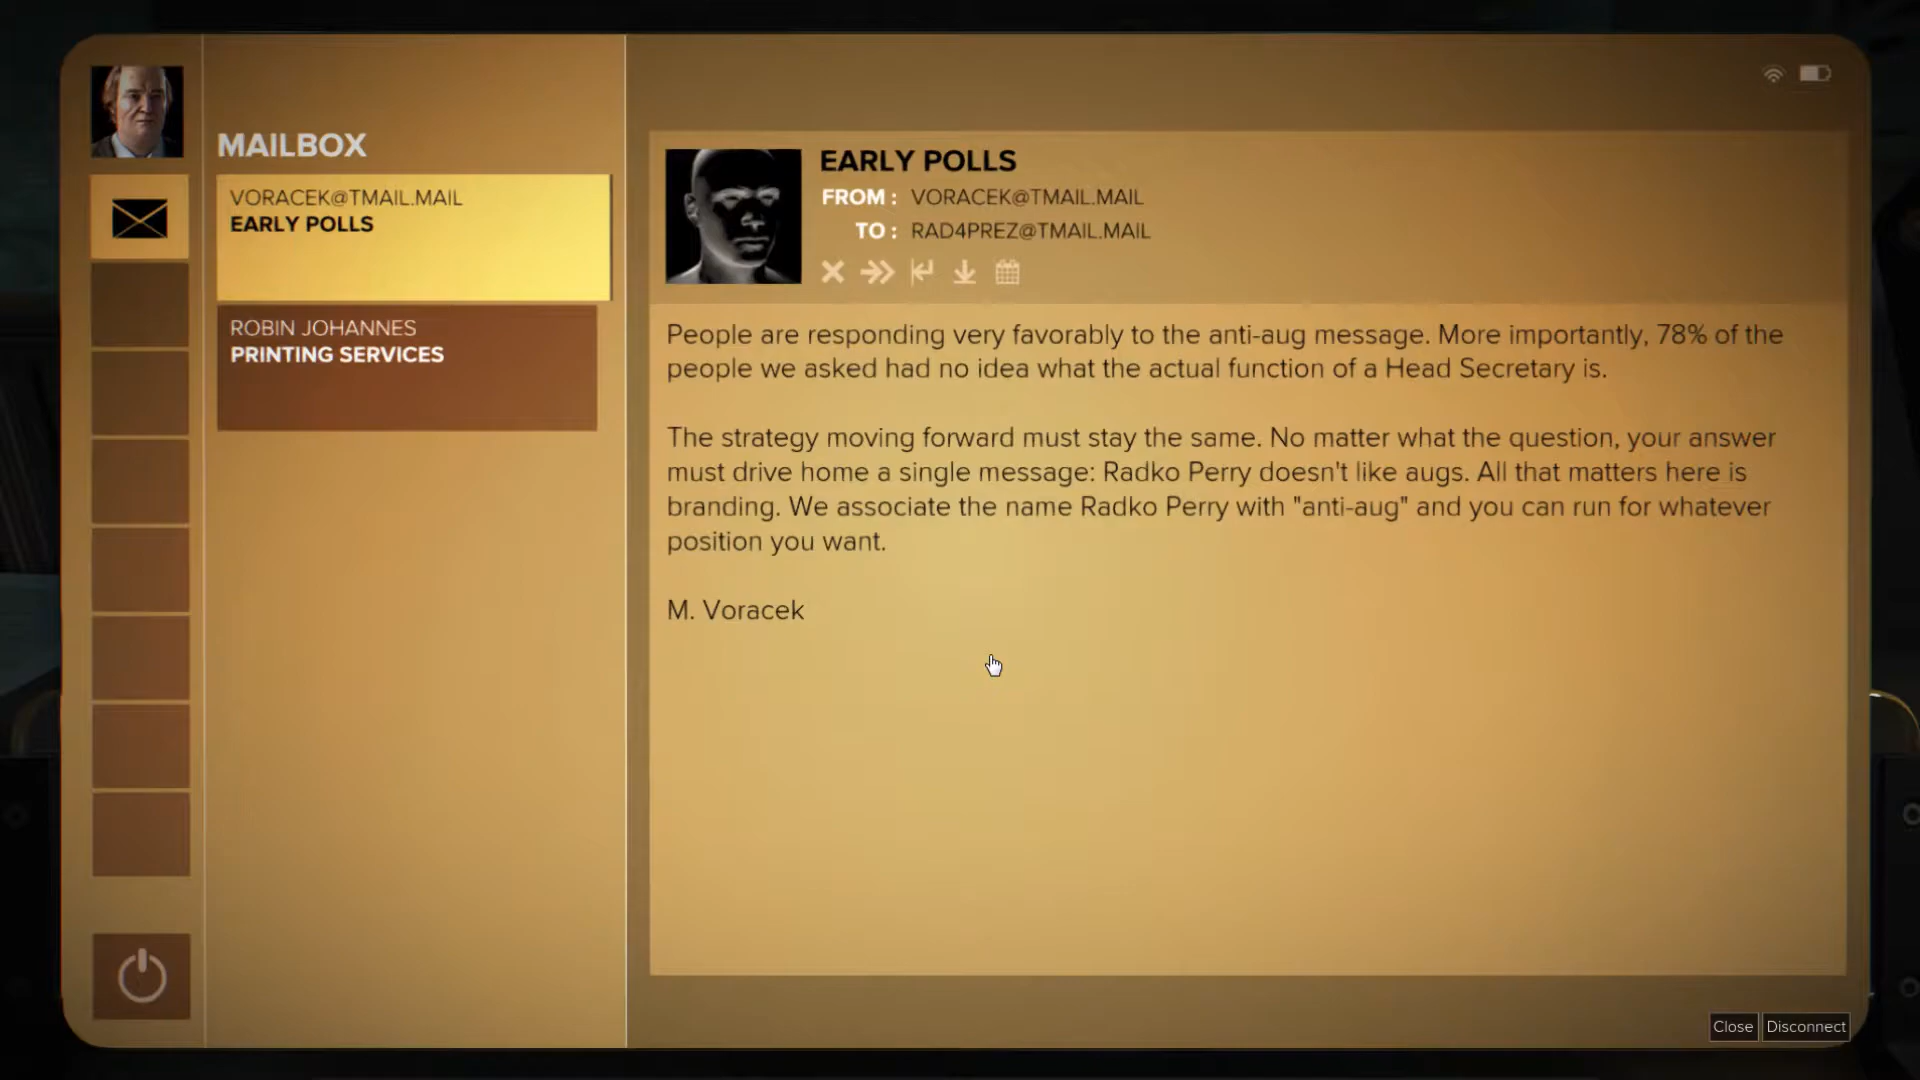 MAILBOX
VORACEK@TMAIL.MAIL
EARLY POLLS
ROBIN JOHANNES
PRINTING SERVICES
EARLY POLLS
FROM : VORACEK@TMAIL.MAIL
TO : RAD4PREZ@TMAIL.MAIL
People are responding very favorably to the anti-aug message. More importantly, 78% of the
people we asked had no idea what the actual function of a Head Secretary is.
The strategy moving forward must stay the same. No matter what the question, your answer
must drive home a single message: Radko Perry doesn't like augs. All that matters here is
branding. We associate the name Radko Perry with "anti-aug" and you can run for whatever
position you want.
M. Voracek
Close Disconnect